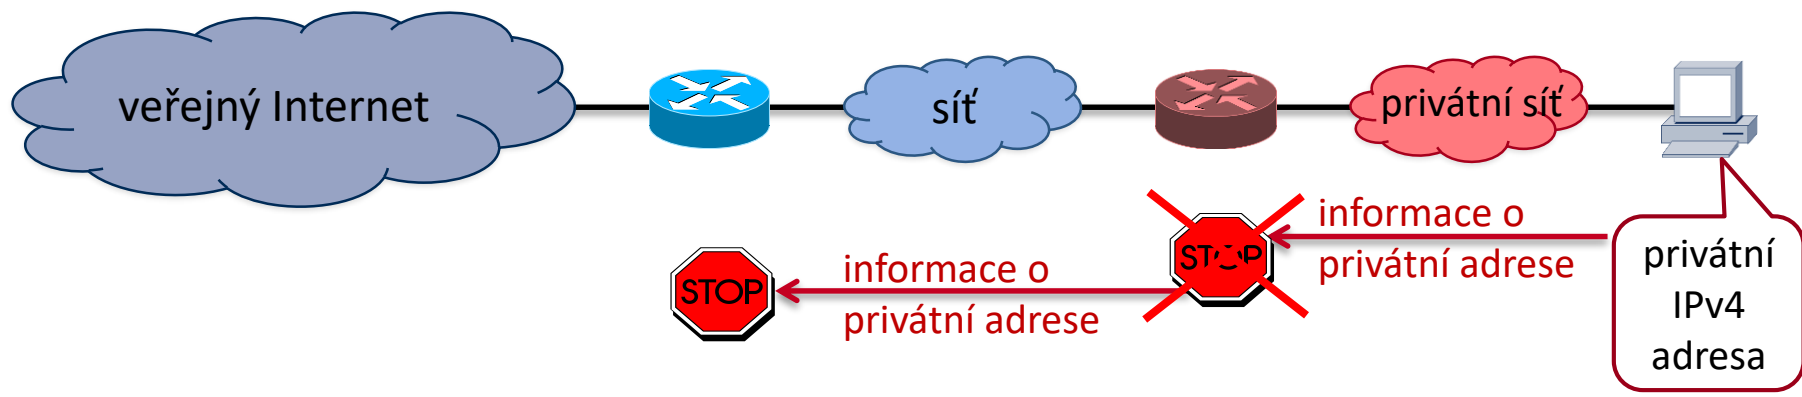 veřejný Internet
síť
privátní síť
informace o
privátní adrese
STOP
informace o
privátní adrese
STOP
privátní
IPv4
adresa